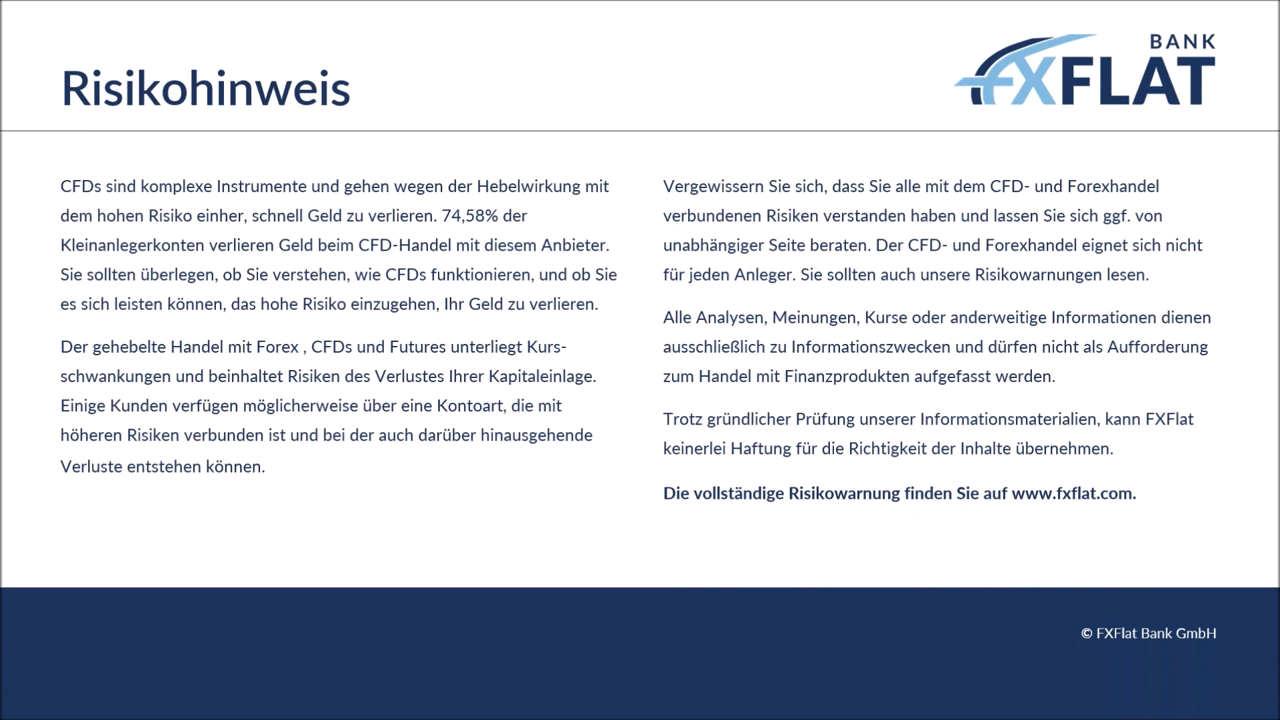 Risikohinweis
BANK
FXFLAT
CFDs sind komplexe Instrumente und gehen wegen der Hebelwirkung mit
dem hohen Risiko einher, schnell Geld zu verlieren. 74,58% der
Kleinanlegerkonten verlieren Geld beim CFD-Handel mit diesem Anbieter.
Sie sollten überlegen, ob Sie verstehen, wie CFDs funktionieren, und ob Sie
es sich leisten können, das hohe Risiko einzugehen, Ihr Geld zu verlieren.
Der gehebelte Handel mit Forex , CFDs und Futures unterliegt Kurs-
schwankungen und beinhaltet Risiken des Verlustes Ihrer Kapitaleinlage.
Einige Kunden verfügen möglicherweise über eine Kontoart, die mit
höheren Risiken verbunden ist und bei der auch darüber hinausgehende
Verluste entstehen können.
Vergewissern Sie sich, dass Sie alle mit dem CFD- und Forexhandel
verbundenen Risiken verstanden haben und lassen Sie sich ggf. von
unabhängiger Seite beraten. Der CFD- und Forexhandel eignet sich nicht
für jeden Anleger. Sie sollten auch unsere Risikowarnungen lesen.
Alle Analysen, Meinungen, Kurse oder anderweitige Informationen dienen
ausschließlich zu Informationszwecken und dürfen nicht als Aufforderung
zum Handel mit Finanzprodukten aufgefasst werden.
Trotz gründlicher Prüfung unserer Informationsmaterialien, kann FXFlat
keinerlei Haftung für die Richtigkeit der Inhalte übernehmen.
Die vollständige Risikowarnung finden Sie auf www.fxflat.com.
© FXFlat Bank GmbH